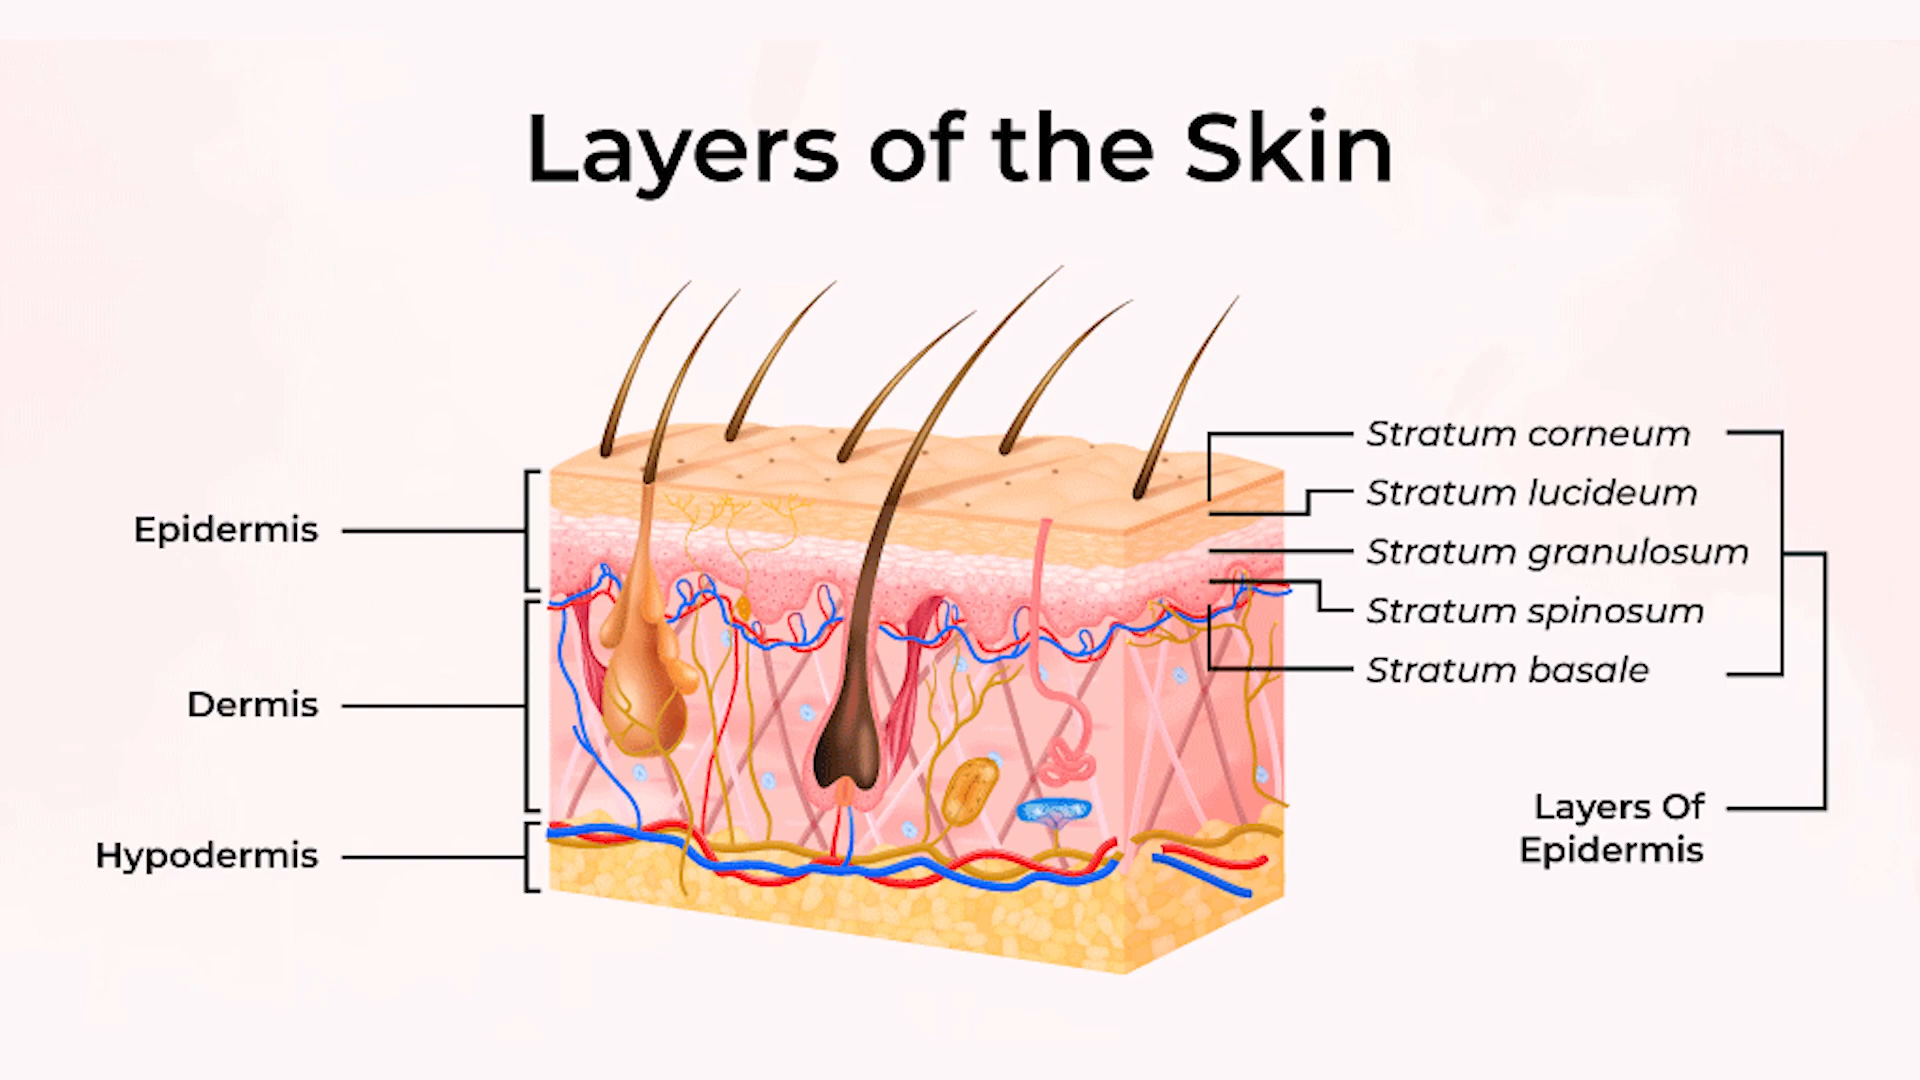 Layers of the Skin
Epidermis
Dermis
Hypodermis
Stratum corneum
Stratum lucideum
Stratum granulosum
Stratum spinosum
Stratum basale
Layers Of
Epidermis